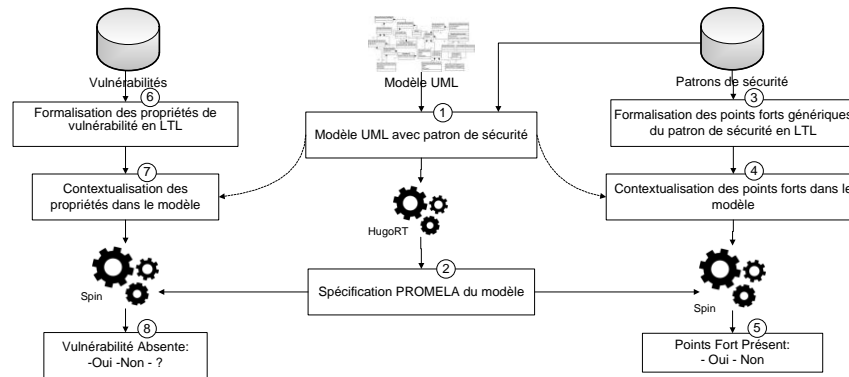 Vulnérabilités
Modèle UML
Patrons de sécurité
6
Formalisation des propriétés de
vulnérabilité en LTL
1
Modèle UML avec patron de sécurité
3
Formalisation des points forts génériques
du patron de sécurité en LTL
7
Contextualisation des
propriétés dans le modèle
4
Contextualisation des points forts dans le
modèle
HugoRT
2
Spécification PROMELA du modèle
Spin
Spin
8
Vulnérabilité Absente:
-Oui -Non - ?
5
Points Fort Présent:
- Oui - Non